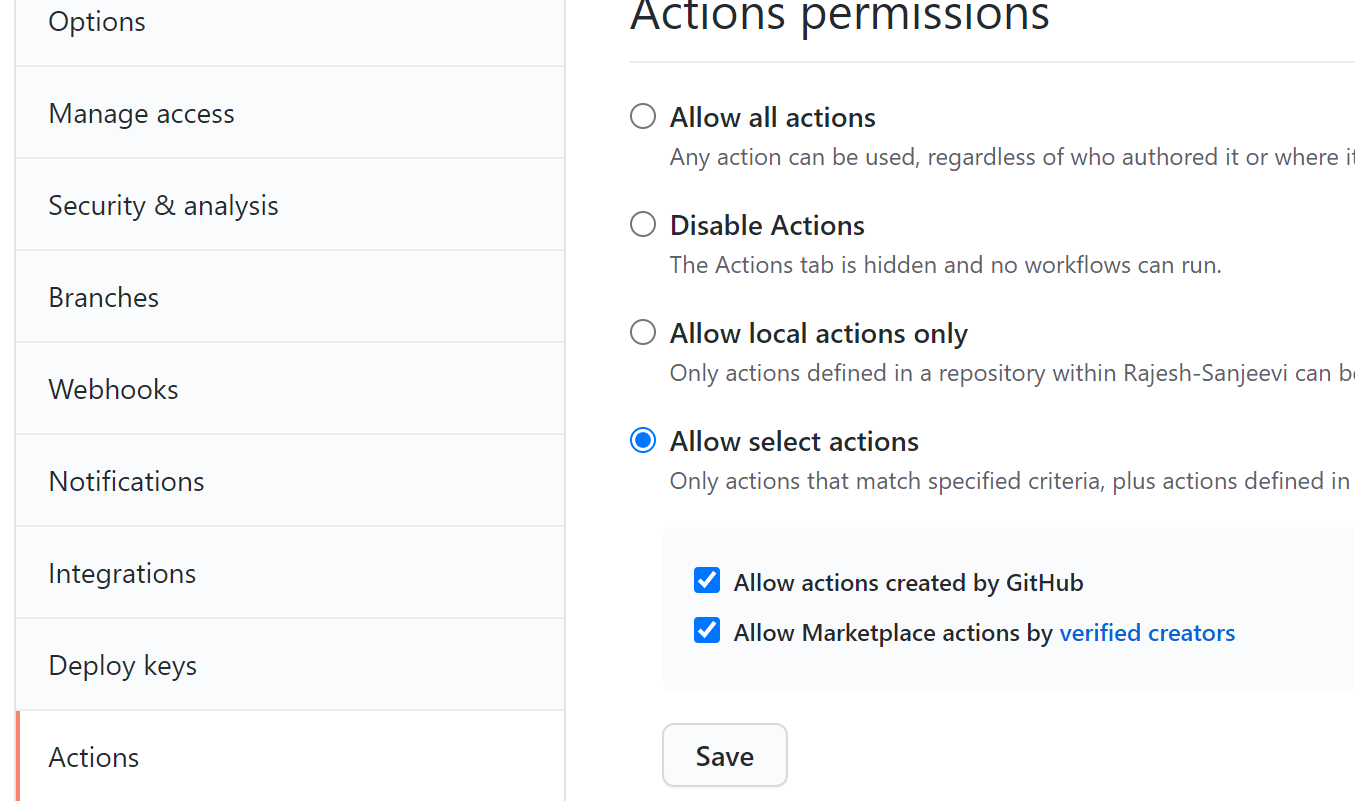 Options
Manage access
Security & analysis
Branches
Webhooks
Notifications
Integrations
Deploy keys
Actions
Actions permissions
Allow all actions
Any action can be used, regardless of who authored it or where it
Disable Actions
The Actions tab is hidden and no workflows can run.
Allow local actions only
Only actions defined in a repository within Rajesh-Sanjeevi can be
Allow select actions
Only actions that match specified criteria, plus actions defined in
Allow actions created by GitHub
Allow Marketplace actions by verified creators
Save